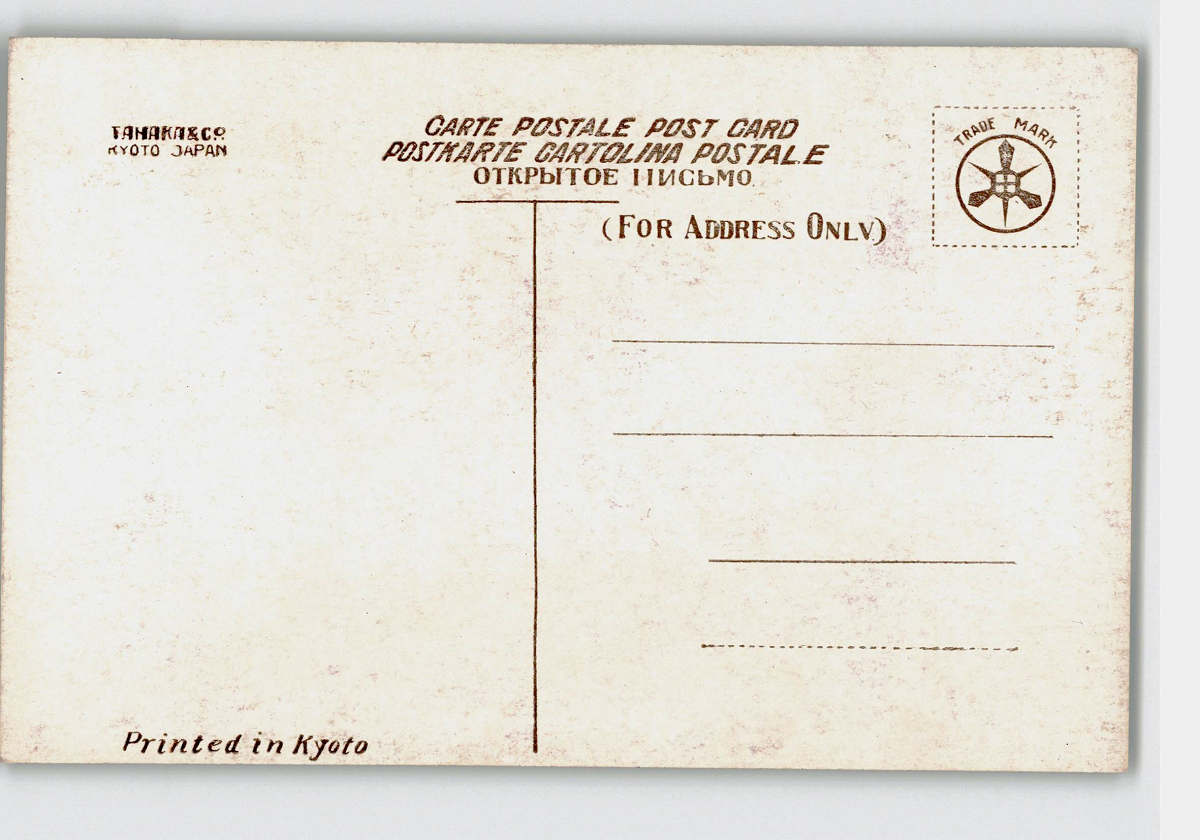 TANAKA&CO
KYOTO JAPAN
CARTE POSTALE POST CARD
POSTKARTE CARTOLINA POSTALE
ОТКРЫТОЕ ПИСЬМО
(FOR ADDRESS ONLY)
TRADE MARK
Printed in Kyoto